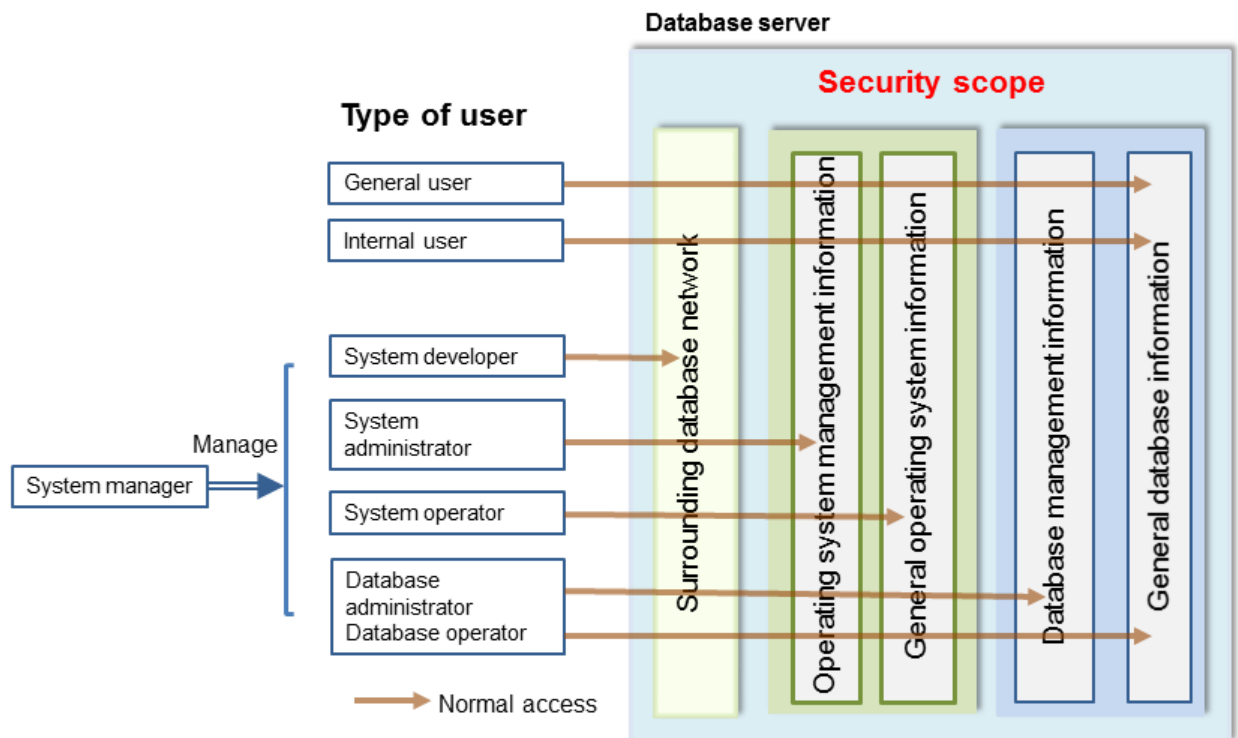 Database server
Security scope
Type of user
General user
Internal user
System developer
System
administrator
System operator
Database
administrator
Database operator
Manage
System manager
Normal access
Surrounding database network
Operating system management information
General operating system information
Database management information
General database information